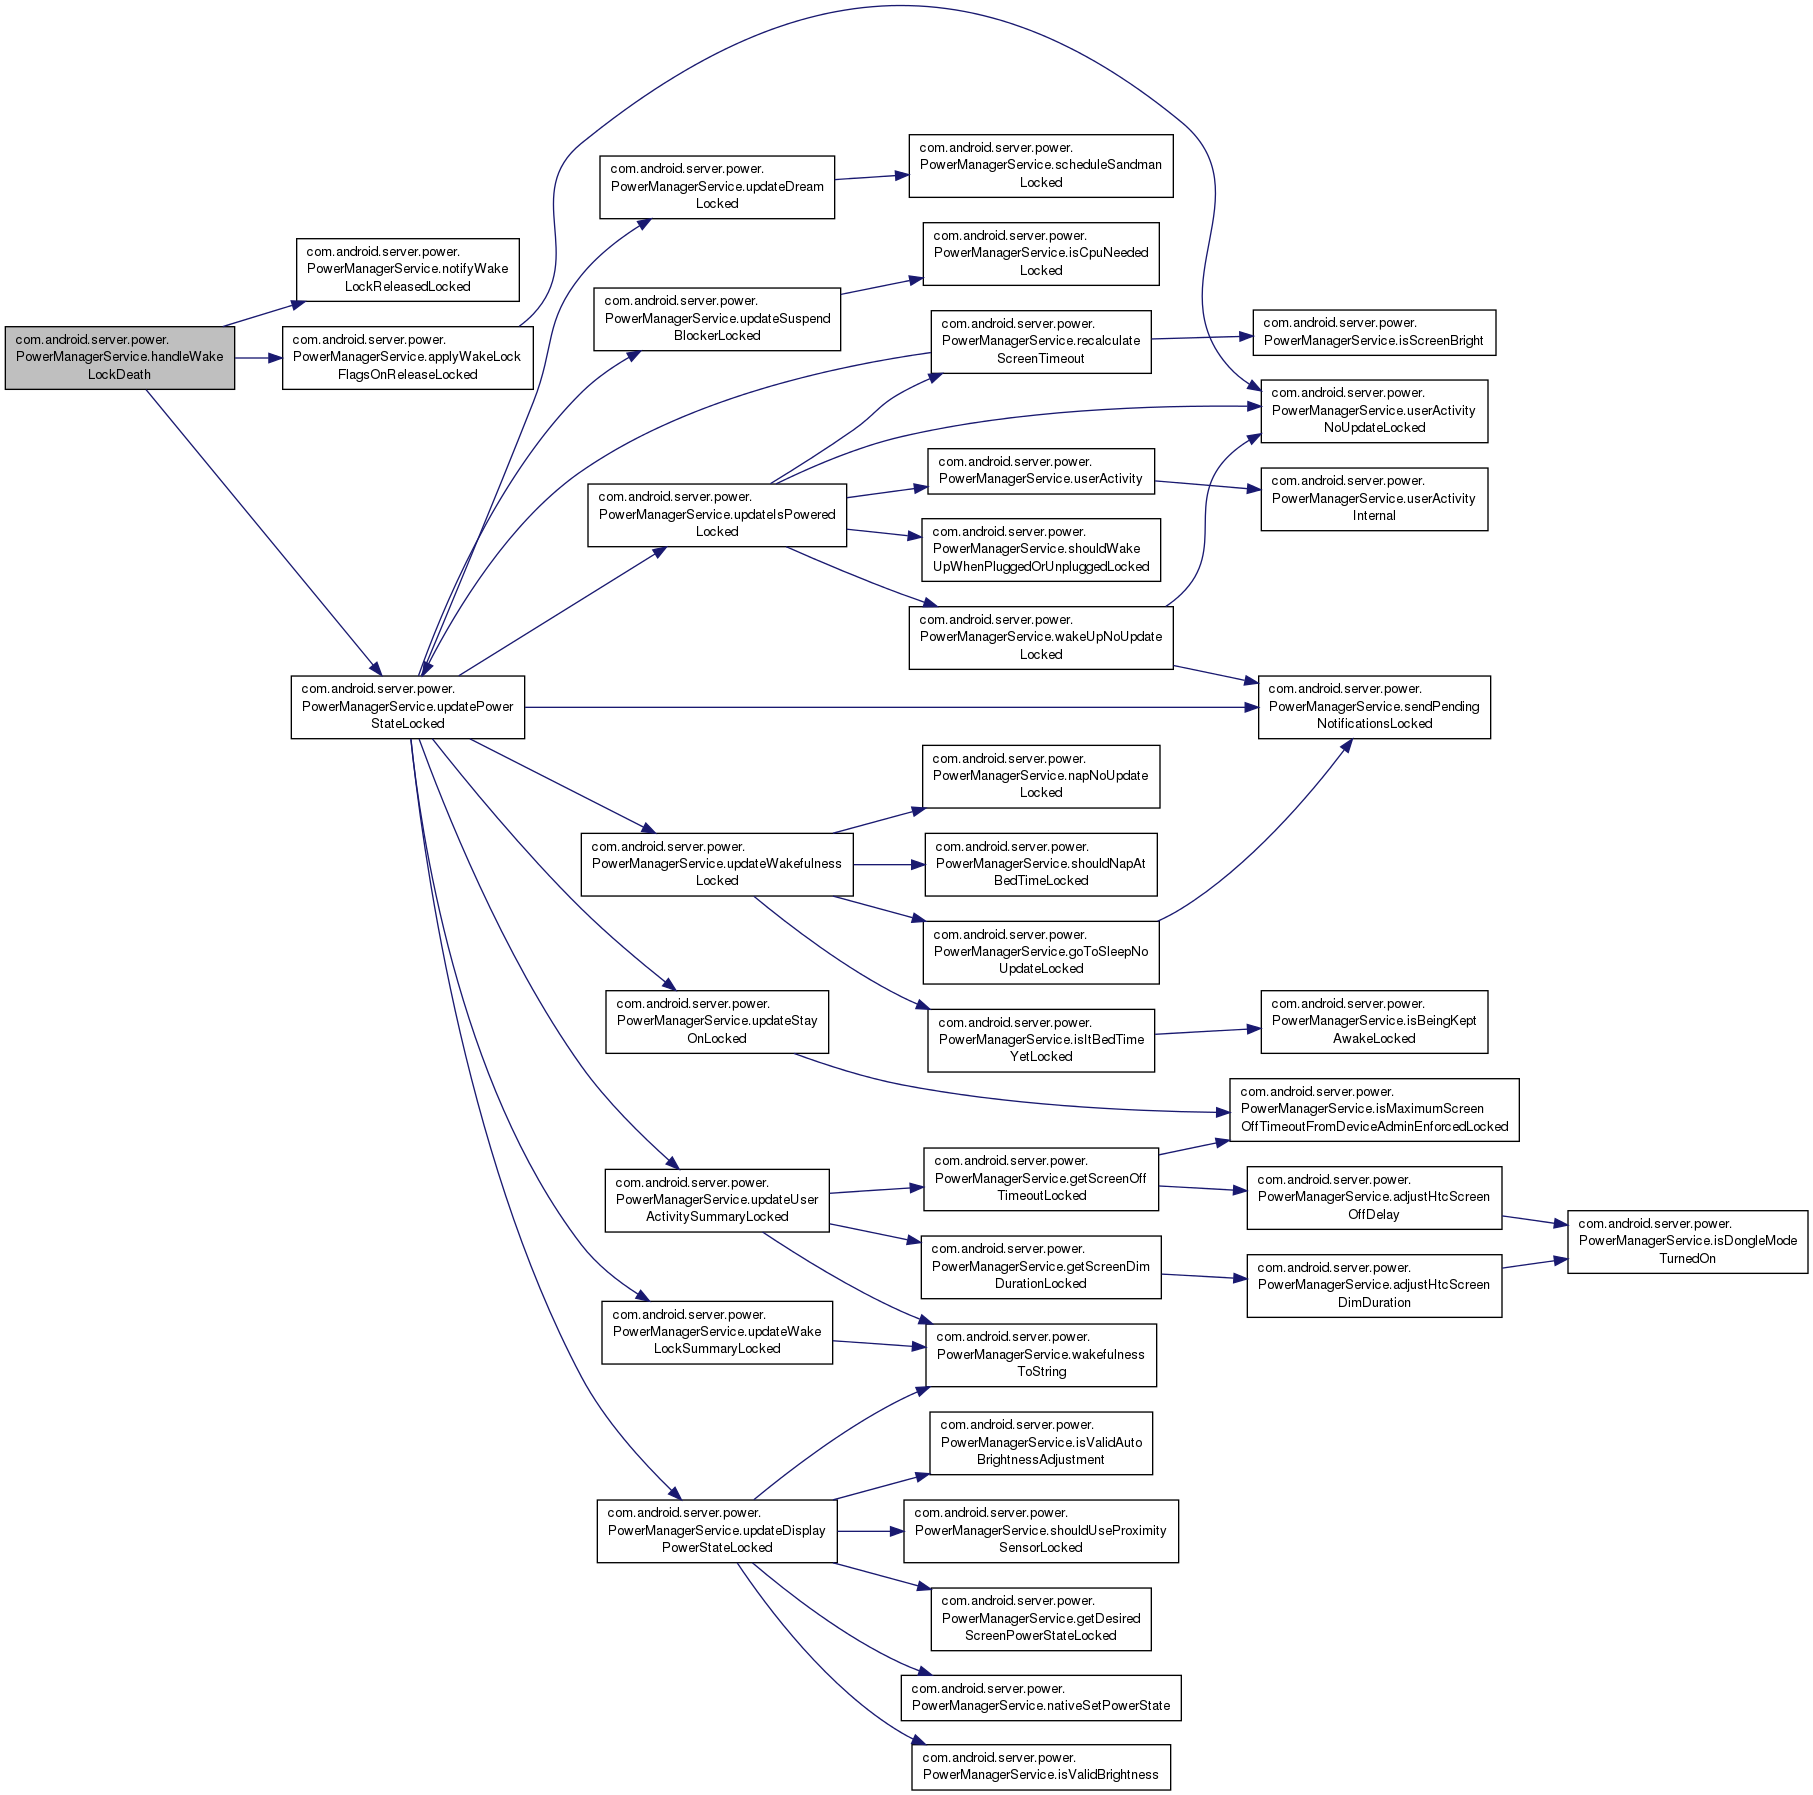 com.android.server.power.
PowerManagerService.handleWake
LockDeath
com.android.server.power.
PowerManagerService.notifyWake
LockReleasedLocked
com.android.server.power.
PowerManagerService.applyWakeLock
FlagsOnReleaseLocked
com.android.server.power.
PowerManagerService.updatePower
StateLocked
com.android.server.power.
PowerManagerService.updateDream
Locked
com.android.server.power.
PowerManagerService.updateSuspend
BlockerLocked
com.android.server.power.
PowerManagerService.updateIsPowered
Locked
com.android.server.power.
PowerManagerService.updateWakefulness
Locked
com.android.server.power.
PowerManagerService.updateStay
OnLocked
com.android.server.power.
PowerManagerService.updateUser
ActivitySummaryLocked
com.android.server.power.
PowerManagerService.updateWake
LockSummaryLocked
com.android.server.power.
PowerManagerService.updateDisplay
PowerStateLocked
com.android.server.power.
PowerManagerService.scheduleSandman
Locked
com.android.server.power.
PowerManagerService.isCpuNeeded
Locked
com.android.server.power.
PowerManagerService.recalculate
ScreenTimeout
com.android.server.power.
PowerManagerService.userActivity
com.android.server.power.
PowerManagerService.shouldWake
UpWhenPluggedOrUnpluggedLocked
com.android.server.power.
PowerManagerService.wakeUpNoUpdate
Locked
com.android.server.power.
PowerManagerService.napNoUpdate
Locked
com.android.server.power.
PowerManagerService.shouldNapAt
BedTimeLocked
com.android.server.power.
PowerManagerService.goToSleepNo
UpdateLocked
com.android.server.power.
PowerManagerService.isItBedTime
YetLocked
com.android.server.power.
PowerManagerService.getScreenOff
TimeoutLocked
com.android.server.power.
PowerManagerService.getScreenDim
DurationLocked
com.android.server.power.
PowerManagerService.wakefulness
ToString
com.android.server.power.
PowerManagerService.isValidAuto
BrightnessAdjustment
com.android.server.power.
PowerManagerService.shouldUseProximity
SensorLocked
com.android.server.power.
PowerManagerService.getDesired
ScreenPowerStateLocked
com.android.server.power.
PowerManagerService.nativeSetPowerState
com.android.server.power.
PowerManagerService.isValidBrightness
com.android.server.power.
PowerManagerService.isScreenBright
com.android.server.power.
PowerManagerService.userActivity
NoUpdateLocked
com.android.server.power.
PowerManagerService.userActivity
Internal
com.android.server.power.
PowerManagerService.sendPending
NotificationsLocked
com.android.server.power.
PowerManagerService.isBeingKept
AwakeLocked
com.android.server.power.
PowerManagerService.isMaximumScreen
OffTimeoutFromDeviceAdminEnforcedLocked
com.android.server.power.
PowerManagerService.adjustHtcScreen
OffDelay
com.android.server.power.
PowerManagerService.adjustHtcScreen
DimDuration
com.android.server.power.
PowerManagerService.isDongleMode
TurnedOn